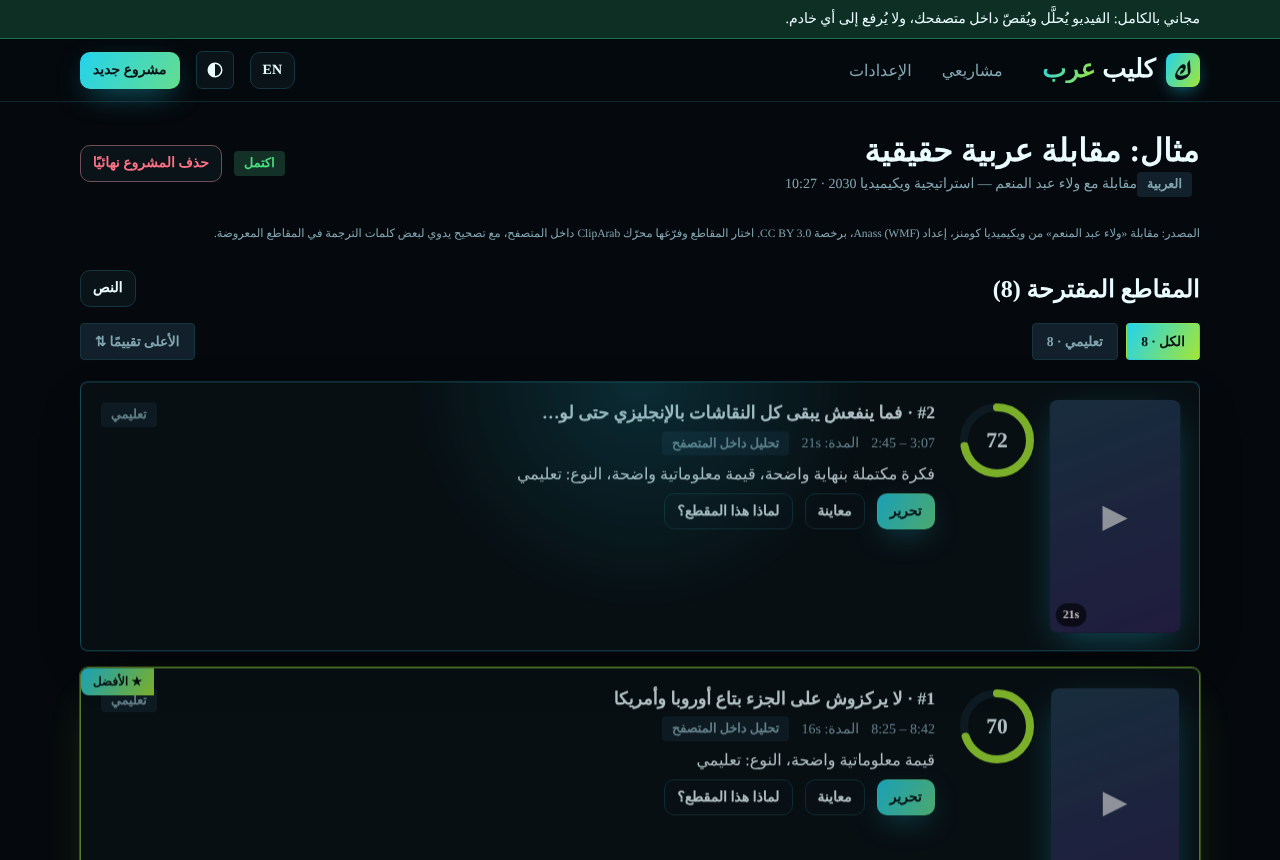 مجاني بالكامل: الفيديو يُحلَّل ويُقصّ داخل متصفحك، ولا يُرفع إلى أي خادم.
ك كليب عرب مشاريعي الإعدادات EN مشروع جديد
مثال: مقابلة عربية حقيقية
العربية مقابلة مع ولاء عبد المنعم — استراتيجية ويكيميديا 2030 · 10:27
اكتمل حذف المشروع نهائيًا
المصدر: مقابلة «ولاء عبد المنعم» من ويكيميديا كومنز، إعداد Anass (WMF)، برخصة CC BY 3.0. اختار المقاطع وفرّغها محرّك ClipArab داخل المتصفح، مع تصحيح يدوي لبعض كلمات الترجمة في المقاطع المعروضة.
المقاطع المقترحة (8) النص
الكل · 8 تعليمي · 8 الأعلى تقييمًا ⇅
21s
72
#2 · فما ينفعش يبقى كل النقاشات بالإنجليزي حتى لو… تعليمي
2:45 – 3:07 المدة: 21s تحليل داخل المتصفح
فكرة مكتملة بنهاية واضحة، قيمة معلوماتية واضحة، النوع: تعليمي
تحرير معاينة لماذا هذا المقطع؟
★ الأفضل
70
#1 · لا يركزوش على الجزء بتاع أوروبا وأمريكا تعليمي
8:25 – 8:42 المدة: 16s تحليل داخل المتصفح
قيمة معلوماتية واضحة، النوع: تعليمي
تحرير معاينة لماذا هذا المقطع؟